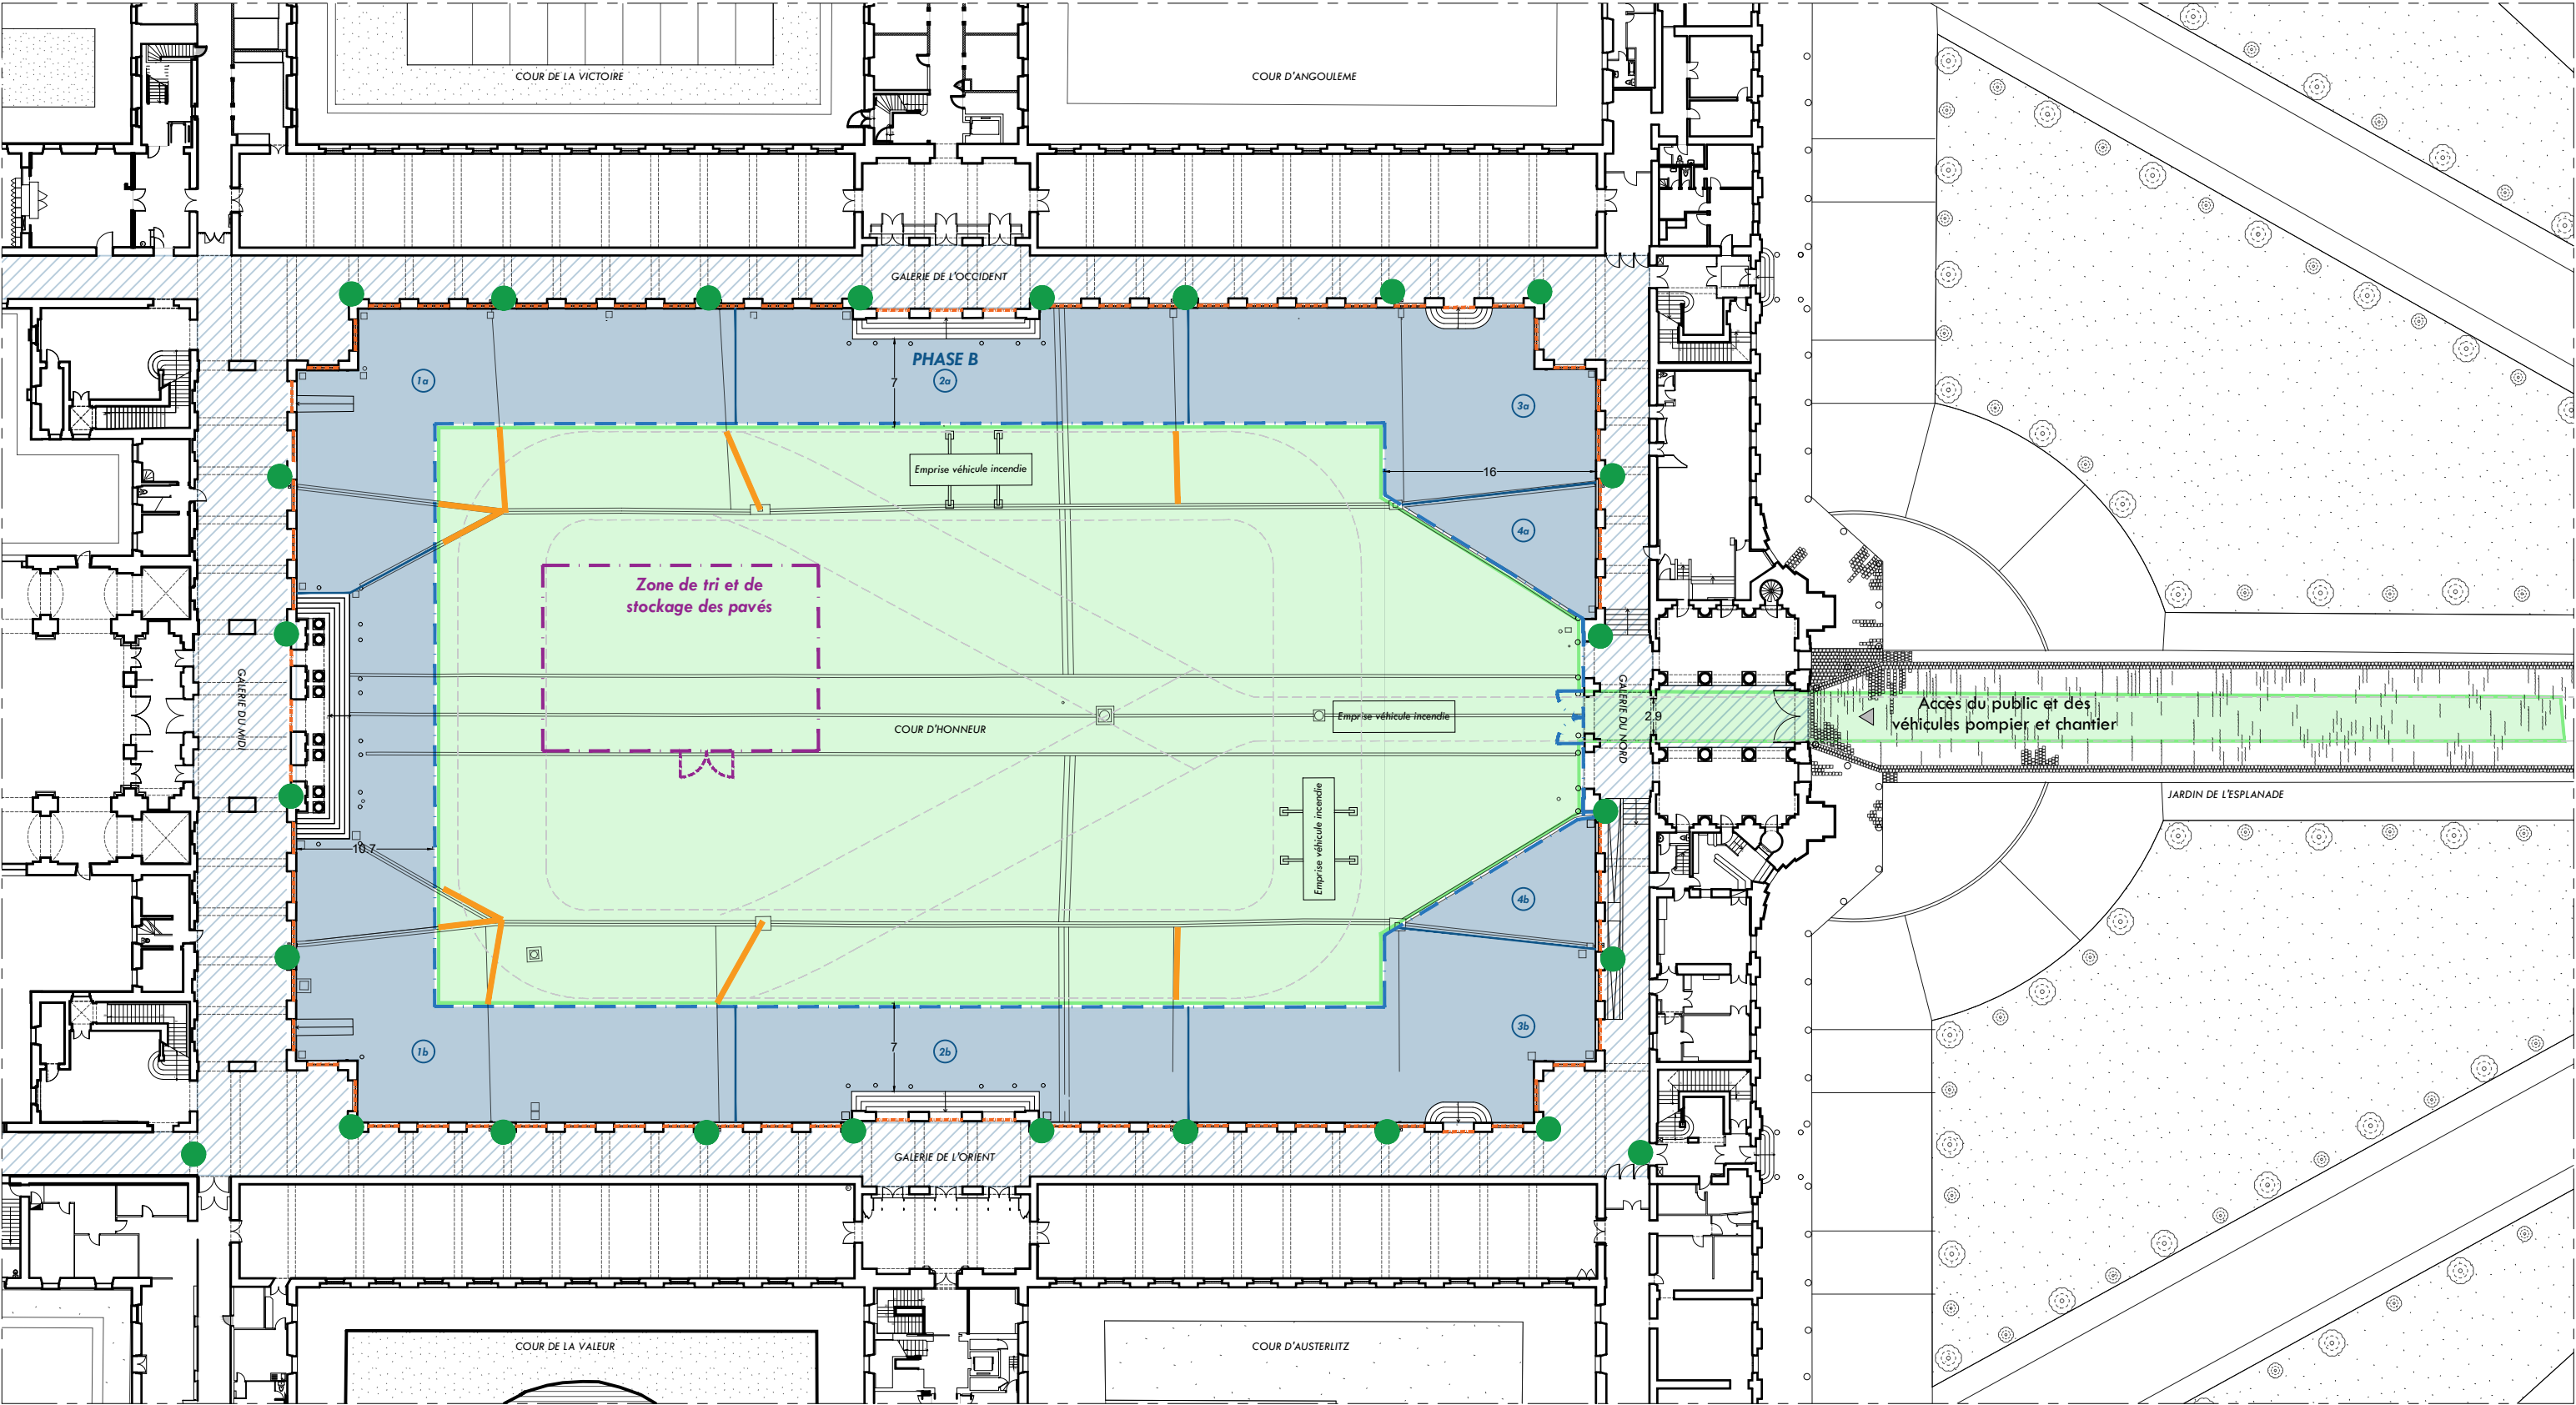 COUR DE LA VICTOIRE
COUR D'ANGOULEME
GALERIE DE L'OCCIDENT
PHASE B
1a
2a
7
3a
Emprise véhicule incendie
16
4a
Zone de tri et de
stockage des pavés
GALERIE DU MIDI
COUR D'HONNEUR
Emprise véhicule incendie
GALERIE DU NORD
2.9
Accès du public et des
véhicules pompier et chantier
JARDIN DE L'ESPLANADE
Emprise véhicule incendie
10.7
4b
1b
7
2b
3b
GALERIE DE L'ORIENT
COUR DE LA VALEUR
COUR D'AUSTERLITZ